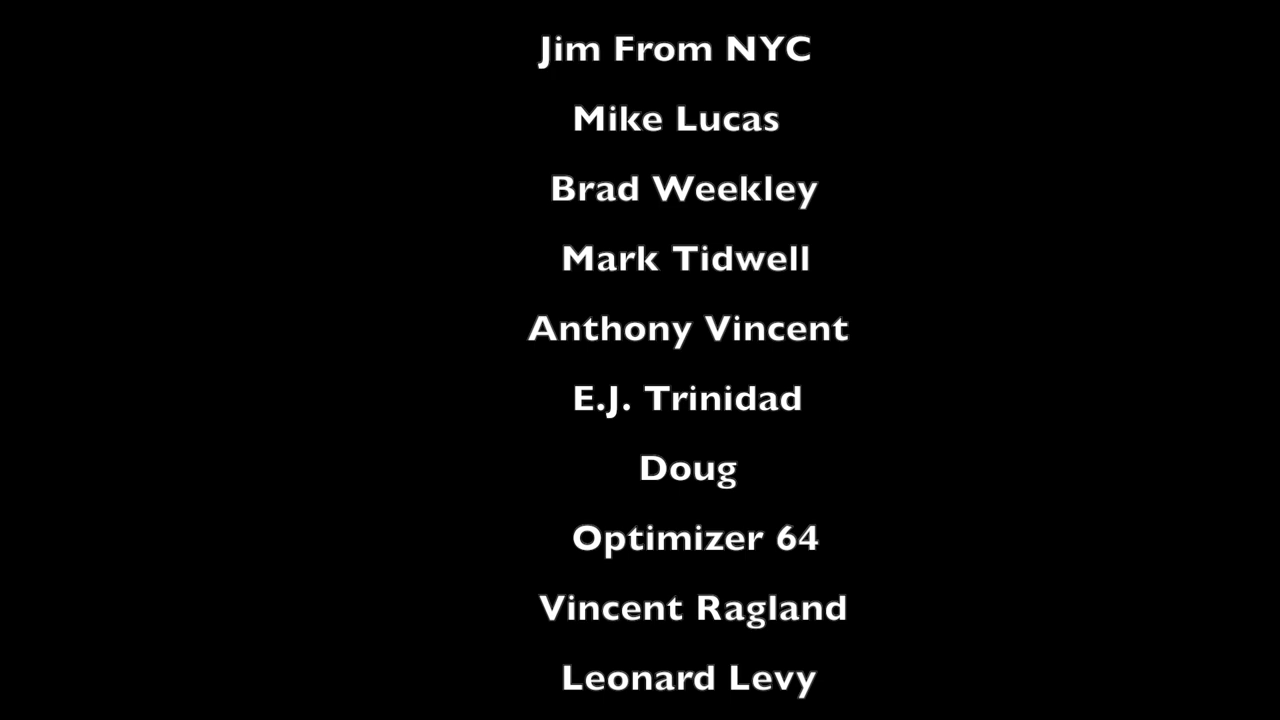 Jim From NYC
Mike Lucas
Brad Weekley
Mark Tidwell
Anthony Vincent
E.J. Trinidad
Doug
Optimizer 64
Vincent Ragland
Leonard Levy